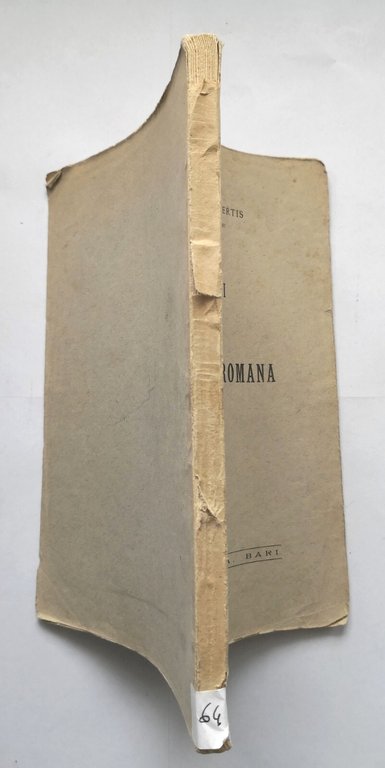 ERTIS
I
ROMANA
A. BARI
64